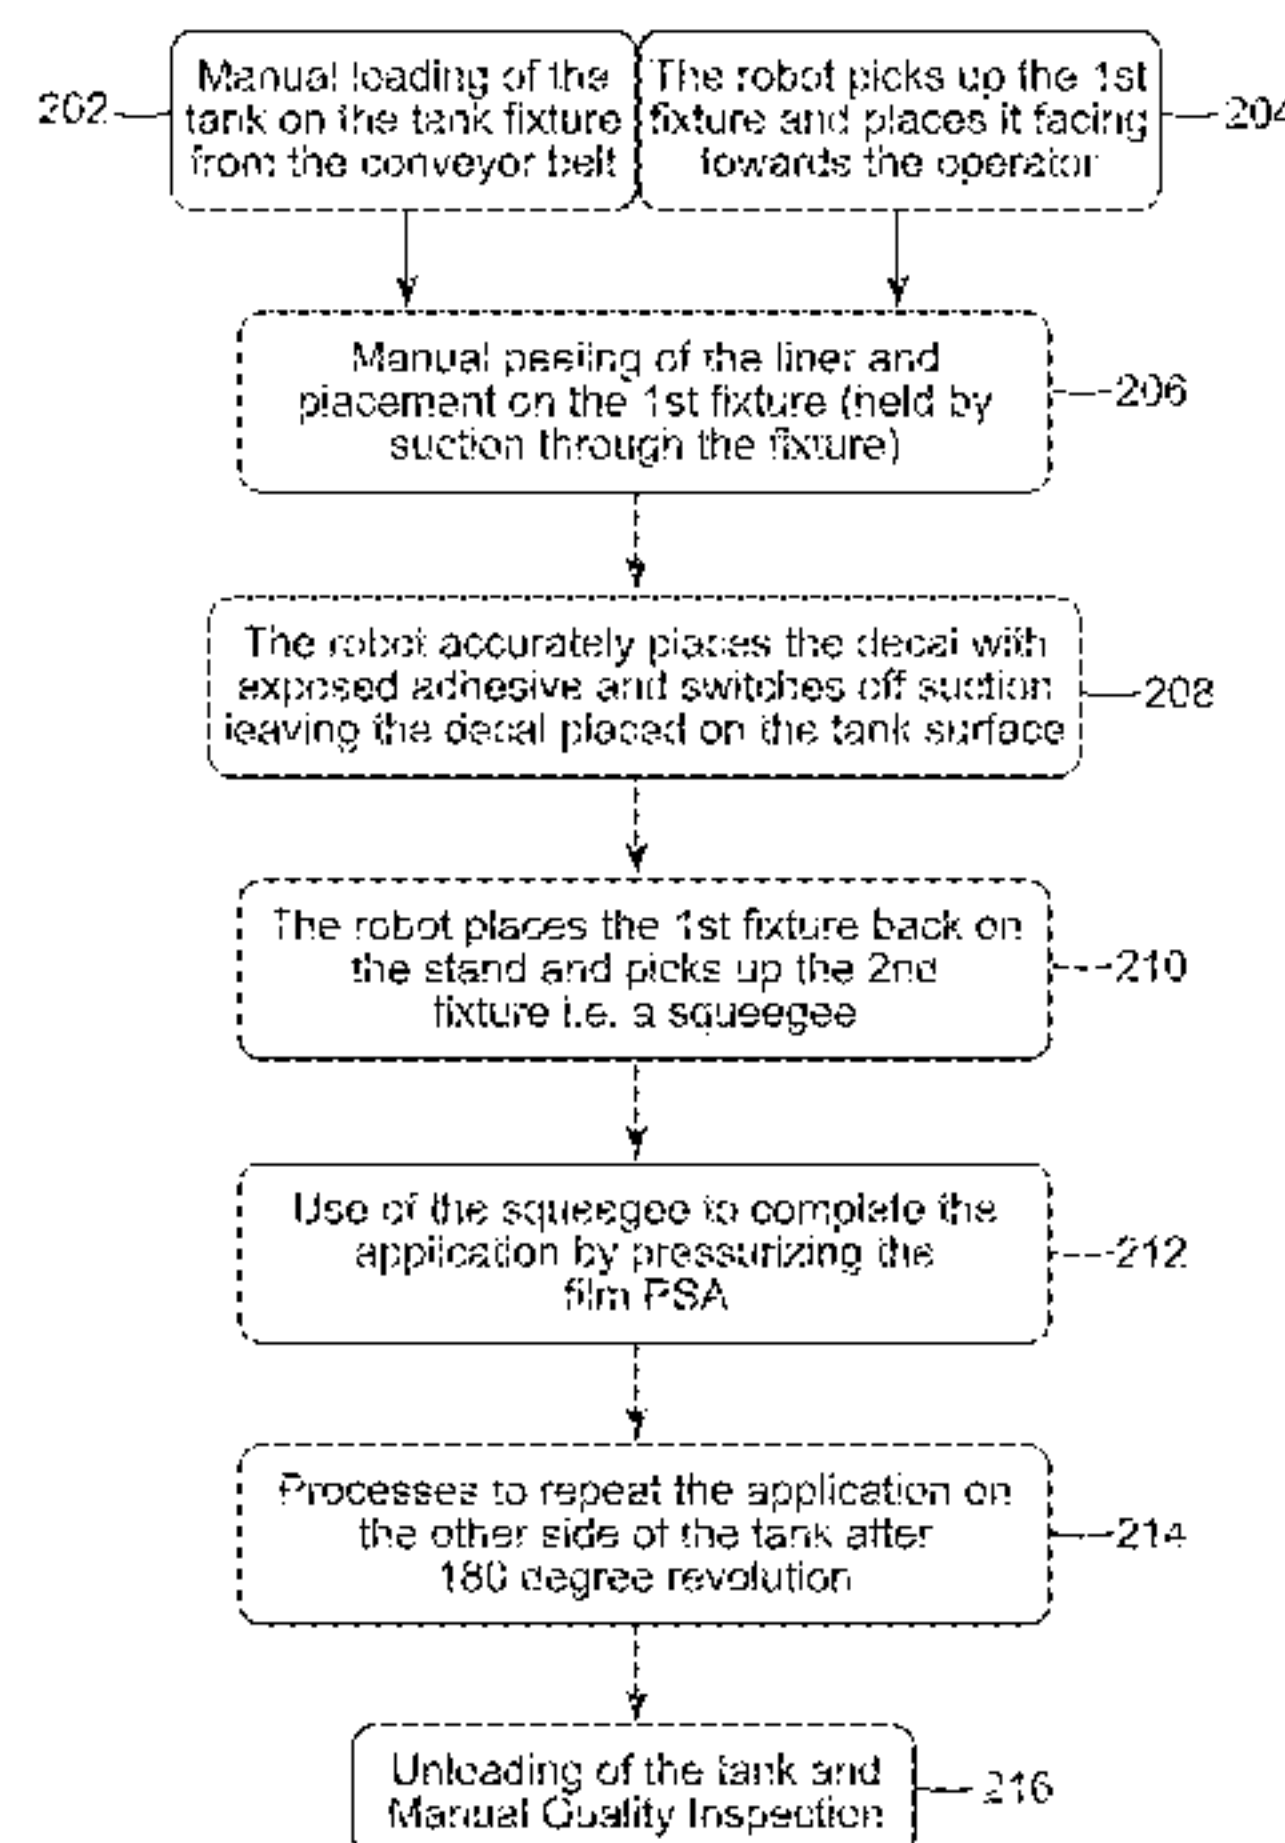 202
Manual loading of the
tank on the tank fixture
from the conveyor belt
The robot picks up the 1st
fixture and places it facing
towards the operator
204
Manual peeling of the liner and
placement on the 1st fixture (held by
suction through the fixture)
206
The robot accurately places the decal with
exposed adhesive and switches off suction
leaving the decal placed on the tank surface
208
The robot places the 1st fixture back on
the stand and picks up the 2nd
fixture i.e. a squeegee
210
Use of the squeegee to complete the
application by pressurizing the
film PSA
212
Processes to repeat the application on
the other side of the tank after
180 degree revolution
214
Unloading of the tank and
Manual Quality Inspection
216